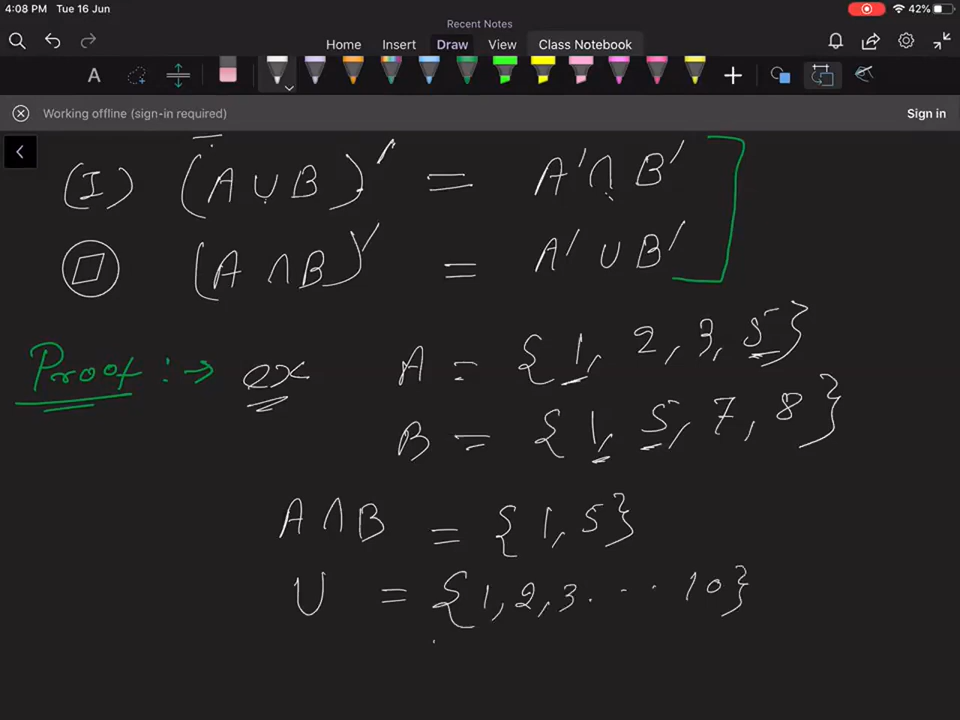 4:08 PM Tue 16 Jun 42%
Recent Notes
Home Insert Draw View Class Notebook
A
Working offline (sign-in required) Sign in
(I) (A ∪ B)' = A' ∩ B'
(A ∩ B)' = A' ∪ B'
Proof :→ ex A = {1, 2, 3, 5}
B = {1, 5, 7, 8}
A ∩ B = {1, 5}
U = {1, 2, 3. ... 10}